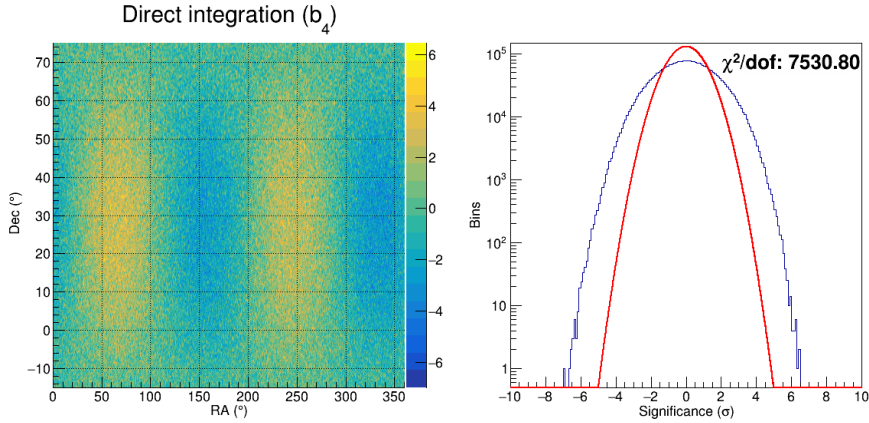 Direct integration (b₄)
70
60
50
40
30
20
10
0
−10
Dec (°)
0 50 100 150 200 250 300 350
RA (°)
6
4
2
0
−2
−4
−6
χ²/dof: 7530.80
10⁵
10⁴
10³
10²
10
1
Bins
−10 −8 −6 −4 −2 0 2 4 6 8 10
Significance (σ)